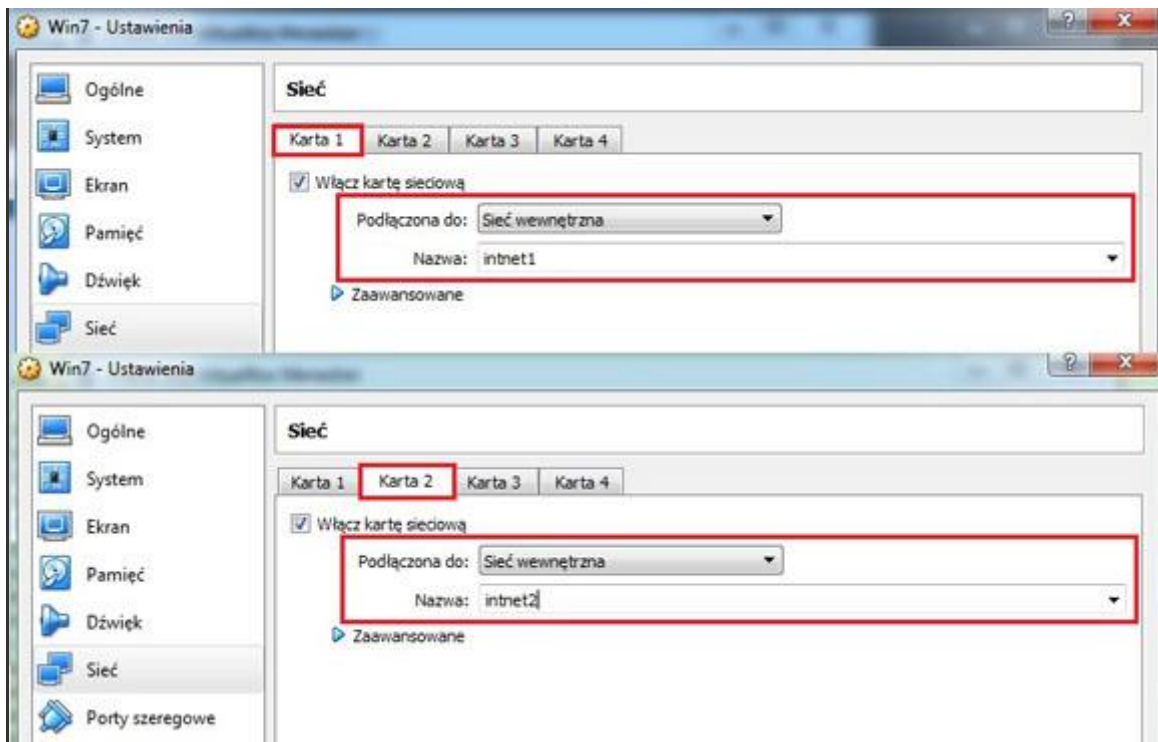 Win7 - Ustawienia
Ogólne
System
Ekran
Pamięć
Dźwięk
Sieć
Sieć
Karta 1 Karta 2 Karta 3 Karta 4
Włącz kartę sieciową
Podłączona do: Sieć wewnętrzna
Nazwa: intnet1
Zaawansowane
Win7 - Ustawienia
Ogólne
System
Ekran
Pamięć
Dźwięk
Sieć
Porty szeregowe
Sieć
Karta 1 Karta 2 Karta 3 Karta 4
Włącz kartę sieciową
Podłączona do: Sieć wewnętrzna
Nazwa: intnet2
Zaawansowane